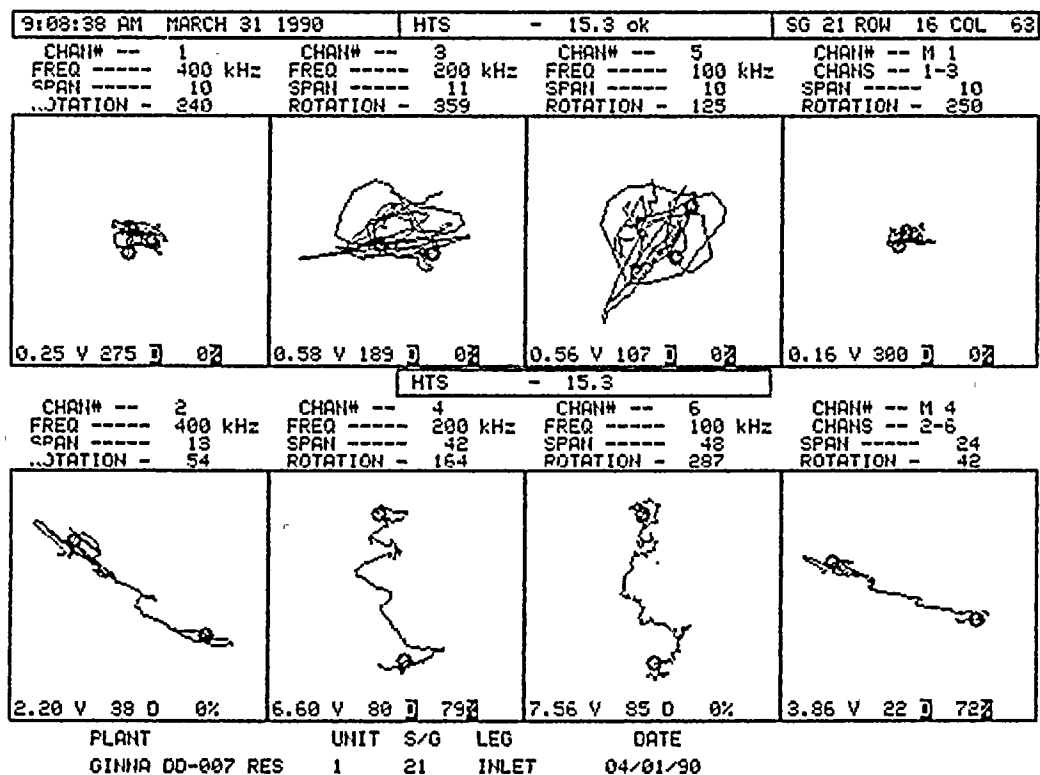 9:08:38 AM MARCH 31 1990 HTS - 15.3 ok SG 21 ROW 16 COL 63
CHAN# -- 1 CHAN# -- 3 CHAN# -- 5 CHAN# -- M 1
FREQ ----- 400 kHz FREQ ----- 200 kHz FREQ ----- 100 kHz CHANS -- 1-3
SPAN ----- 10 SPAN ----- 11 SPAN ----- 10 SPAN ----- 10
..OTATION - 240 ROTATION - 359 ROTATION - 125 ROTATION - 250
0.25 V 275 D 0% 0.58 V 189 D 0% 0.56 V 107 D 0% 0.16 V 300 D 0%
HTS - 15.3
CHAN# -- 2 CHAN# -- 4 CHAN# -- 6 CHAN# -- M 4
FREQ ----- 400 kHz FREQ ----- 200 kHz FREQ ----- 100 kHz CHANS -- 2-6
SPAN ----- 13 SPAN ----- 42 SPAN ----- 48 SPAN ----- 24
..OTATION - 54 ROTATION - 164 ROTATION - 287 ROTATION - 42
2.20 V 38 D 0% 6.60 V 80 D 79% 7.56 V 85 D 0% 3.86 V 22 D 72%
PLANT UNIT S/G LEG DATE
GINNA DD-007 RES 1 21 INLET 04/01/90